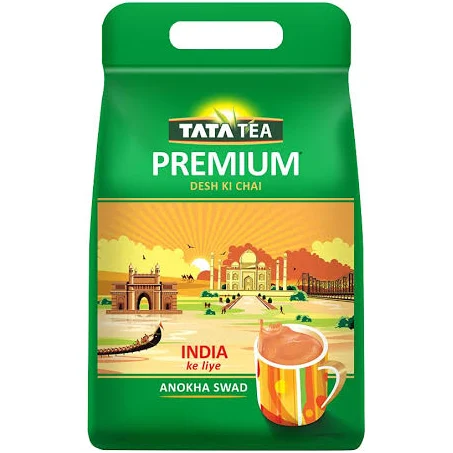 TATA TEA
PREMIUM®
DESH KI CHAI
INDIA
ke liye
ANOKHA SWAD